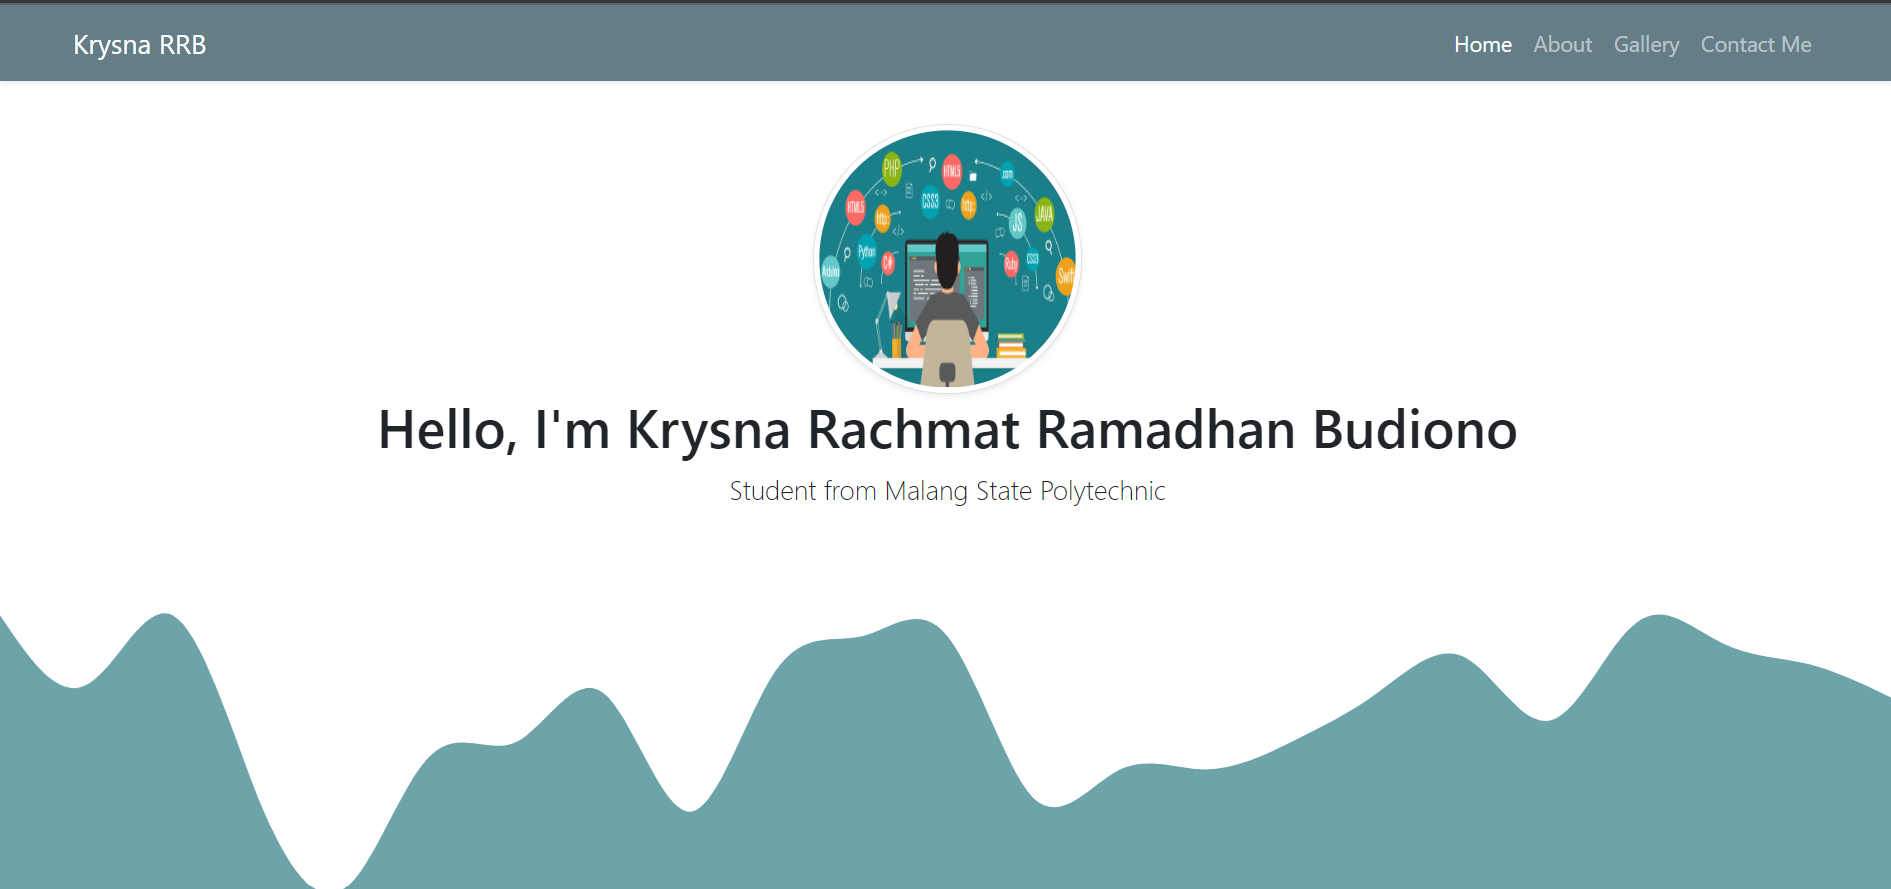 Krysna RRB
Home About Gallery Contact Me
PHP
HTML5
.com
HTML5
http:
CSS3
http:
JS
JAVA
Python
C#
Ruby
CSS3
Arduino
Swift
Hello, I'm Krysna Rachmat Ramadhan Budiono
Student from Malang State Polytechnic